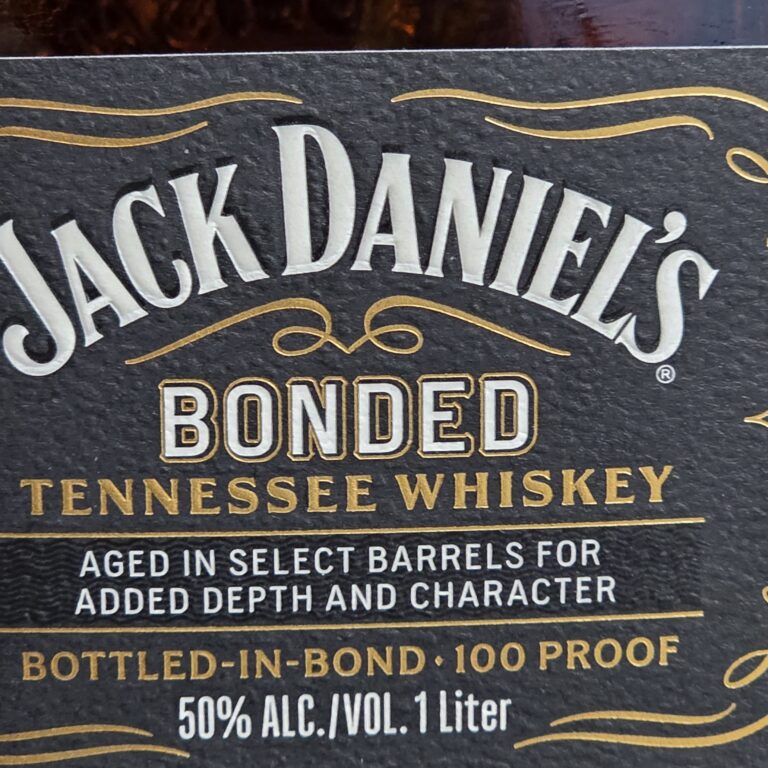 JACK DANIEL'S®
BONDED
TENNESSEE WHISKEY
AGED IN SELECT BARRELS FOR
ADDED DEPTH AND CHARACTER
BOTTLED-IN-BOND · 100 PROOF
50% ALC./VOL. 1 Liter